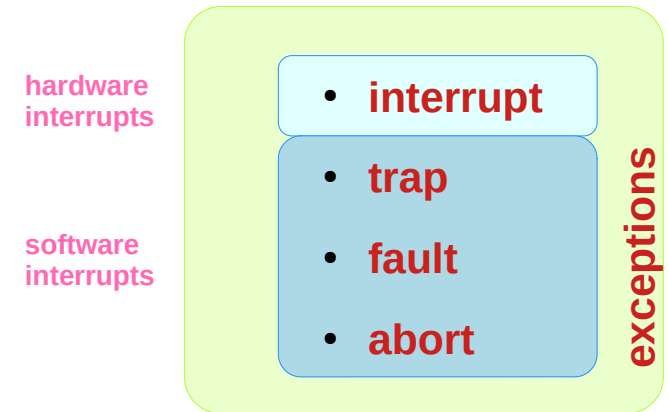 hardware
interrupts
• interrupt
• trap
software
interrupts
• fault
• abort
exceptions